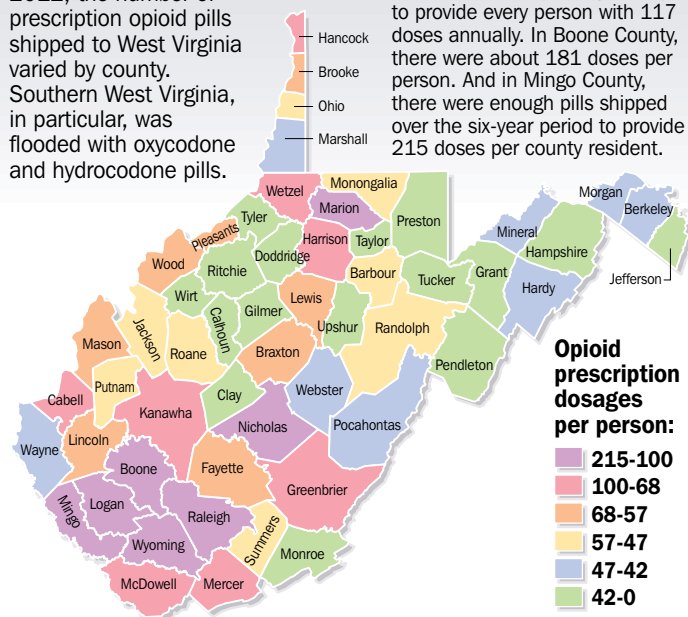 2012, the number of
prescription opioid pills
shipped to West Virginia
varied by county.
Southern West Virginia,
in particular, was
flooded with oxycodone
and hydrocodone pills.
to provide every person with 117
doses annually. In Boone County,
there were about 181 doses per
person. And in Mingo County,
there were enough pills shipped
over the six-year period to provide
215 doses per county resident.
Hancock
Brooke
Ohio
Marshall
Wetzel
Monongalia
Marion
Morgan
Berkeley
Tyler
Preston
Mineral
Pleasants
Harrison
Taylor
Hampshire
Doddridge
Wood
Ritchie
Barbour
Tucker
Grant
Jefferson
Hardy
Wirt
Lewis
Gilmer
Calhoun
Upshur
Randolph
Jackson
Mason
Roane
Braxton
Pendleton
Putnam
Webster
Clay
Cabell
Kanawha
Nicholas
Pocahontas
Lincoln
Wayne
Boone
Fayette
Greenbrier
Mingo
Logan
Raleigh
Summers
Wyoming
Monroe
McDowell
Mercer
Opioid
prescription
dosages
per person:
215-100
100-68
68-57
57-47
47-42
42-0